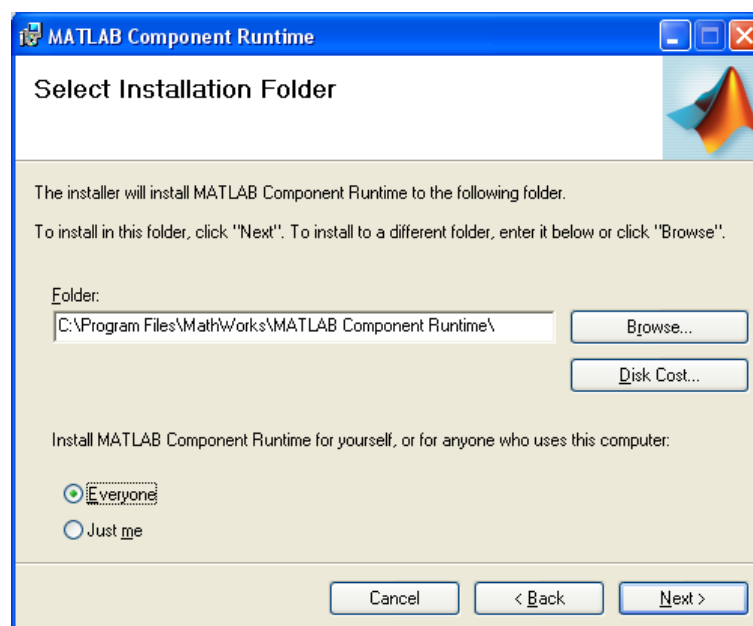 MATLAB Component Runtime
Select Installation Folder
The installer will install MATLAB Component Runtime to the following folder.
To install in this folder, click "Next". To install to a different folder, enter it below or click "Browse".
Folder:
C:\Program Files\MathWorks\MATLAB Component Runtime\
Browse...
Disk Cost...
Install MATLAB Component Runtime for yourself, or for anyone who uses this computer:
Everyone
Just me
Cancel
< Back
Next >